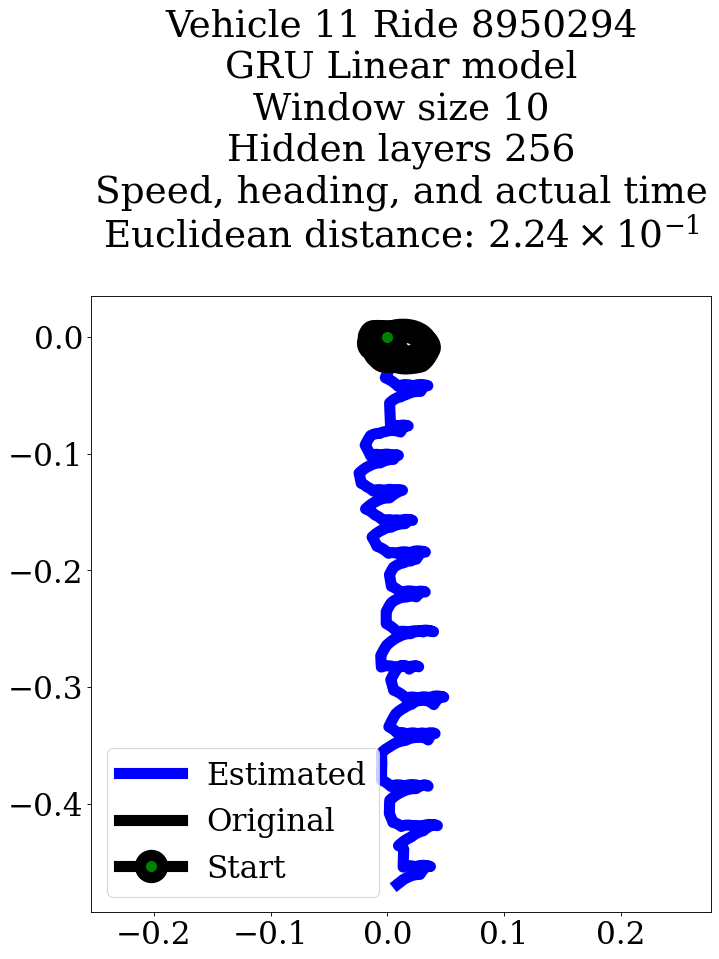 Vehicle 11 Ride 8950294
GRU Linear model
Window size 10
Hidden layers 256
Speed, heading, and actual time
Euclidean distance: 2.24 × 10⁻¹
0.0
−0.1
−0.2
−0.3
−0.4
Estimated
Original
Start
−0.2 −0.1 0.0 0.1 0.2